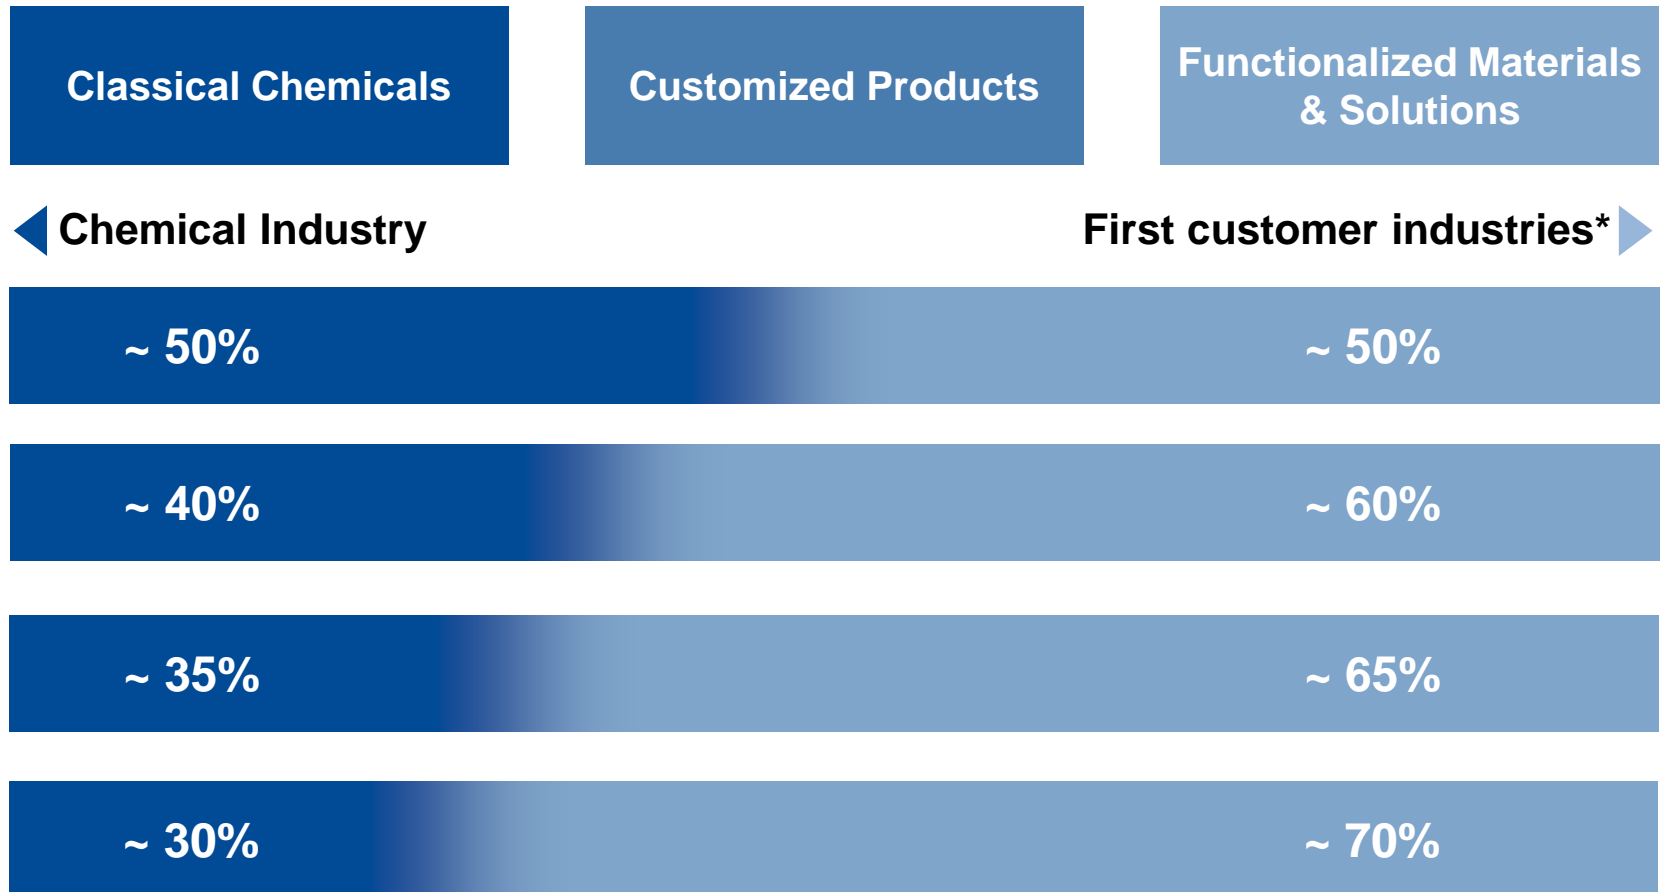 Classical Chemicals
Customized Products
Functionalized Materials
& Solutions
Chemical Industry
First customer industries*
~ 50%
~ 50%
~ 40%
~ 60%
~ 35%
~ 65%
~ 30%
~ 70%